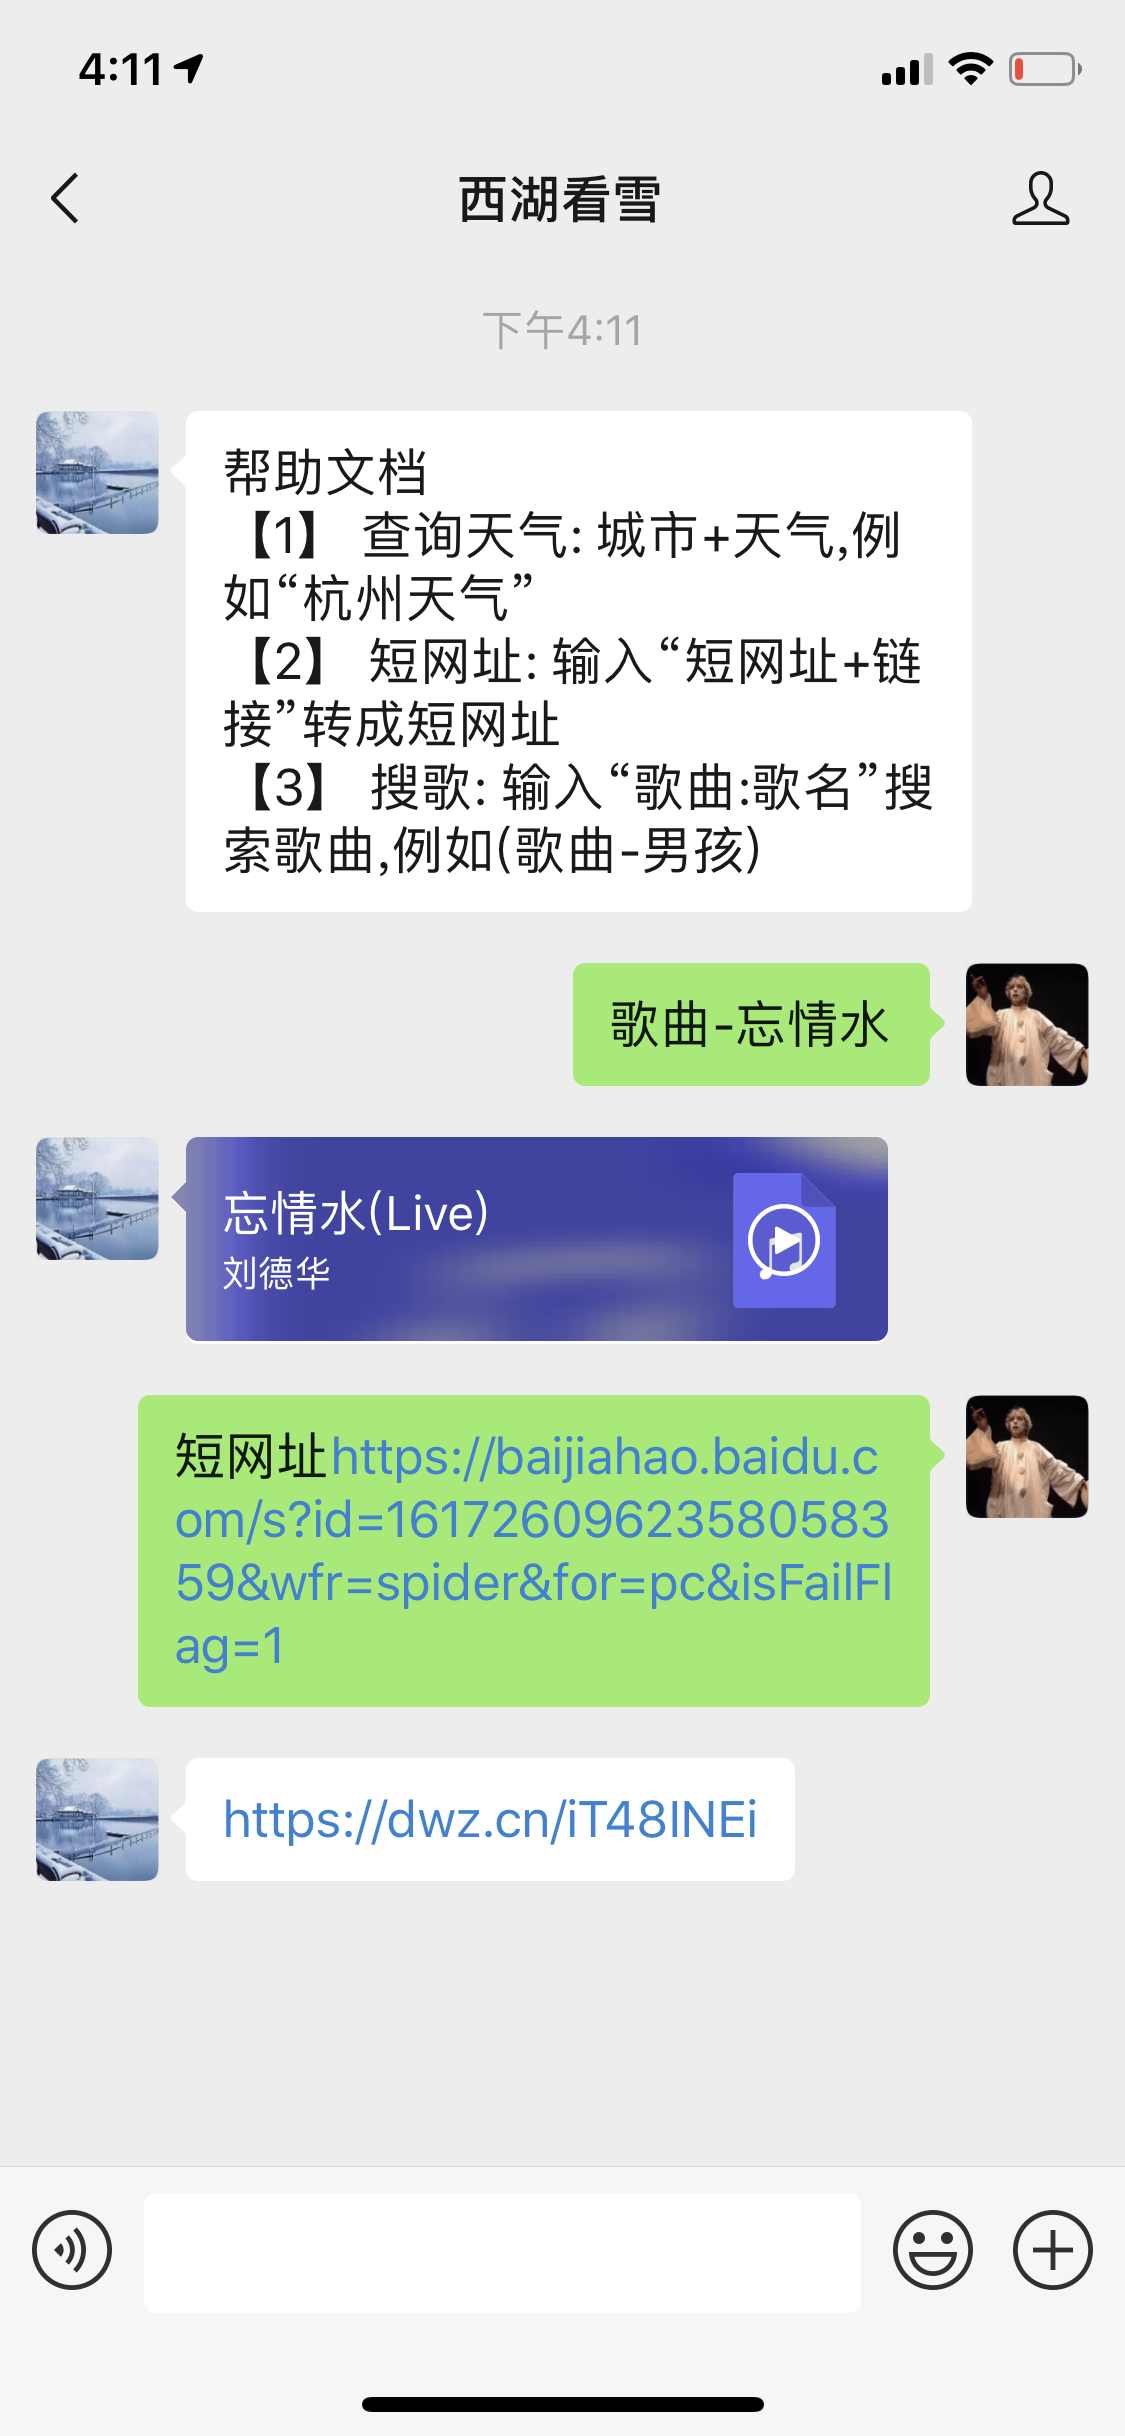 4:11
西湖看雪
下午4:11
帮助文档
【1】 查询天气: 城市+天气,例
如“杭州天气”
【2】 短网址: 输入“短网址+链
接”转成短网址
【3】 搜歌: 输入“歌曲:歌名”搜
索歌曲,例如(歌曲-男孩)
歌曲-忘情水
忘情水(Live)
刘德华
短网址https://baijiahao.baidu.c
om/s?id=16172609623580583
59&wfr=spider&for=pc&isFailFl
ag=1
https://dwz.cn/iT48INEi